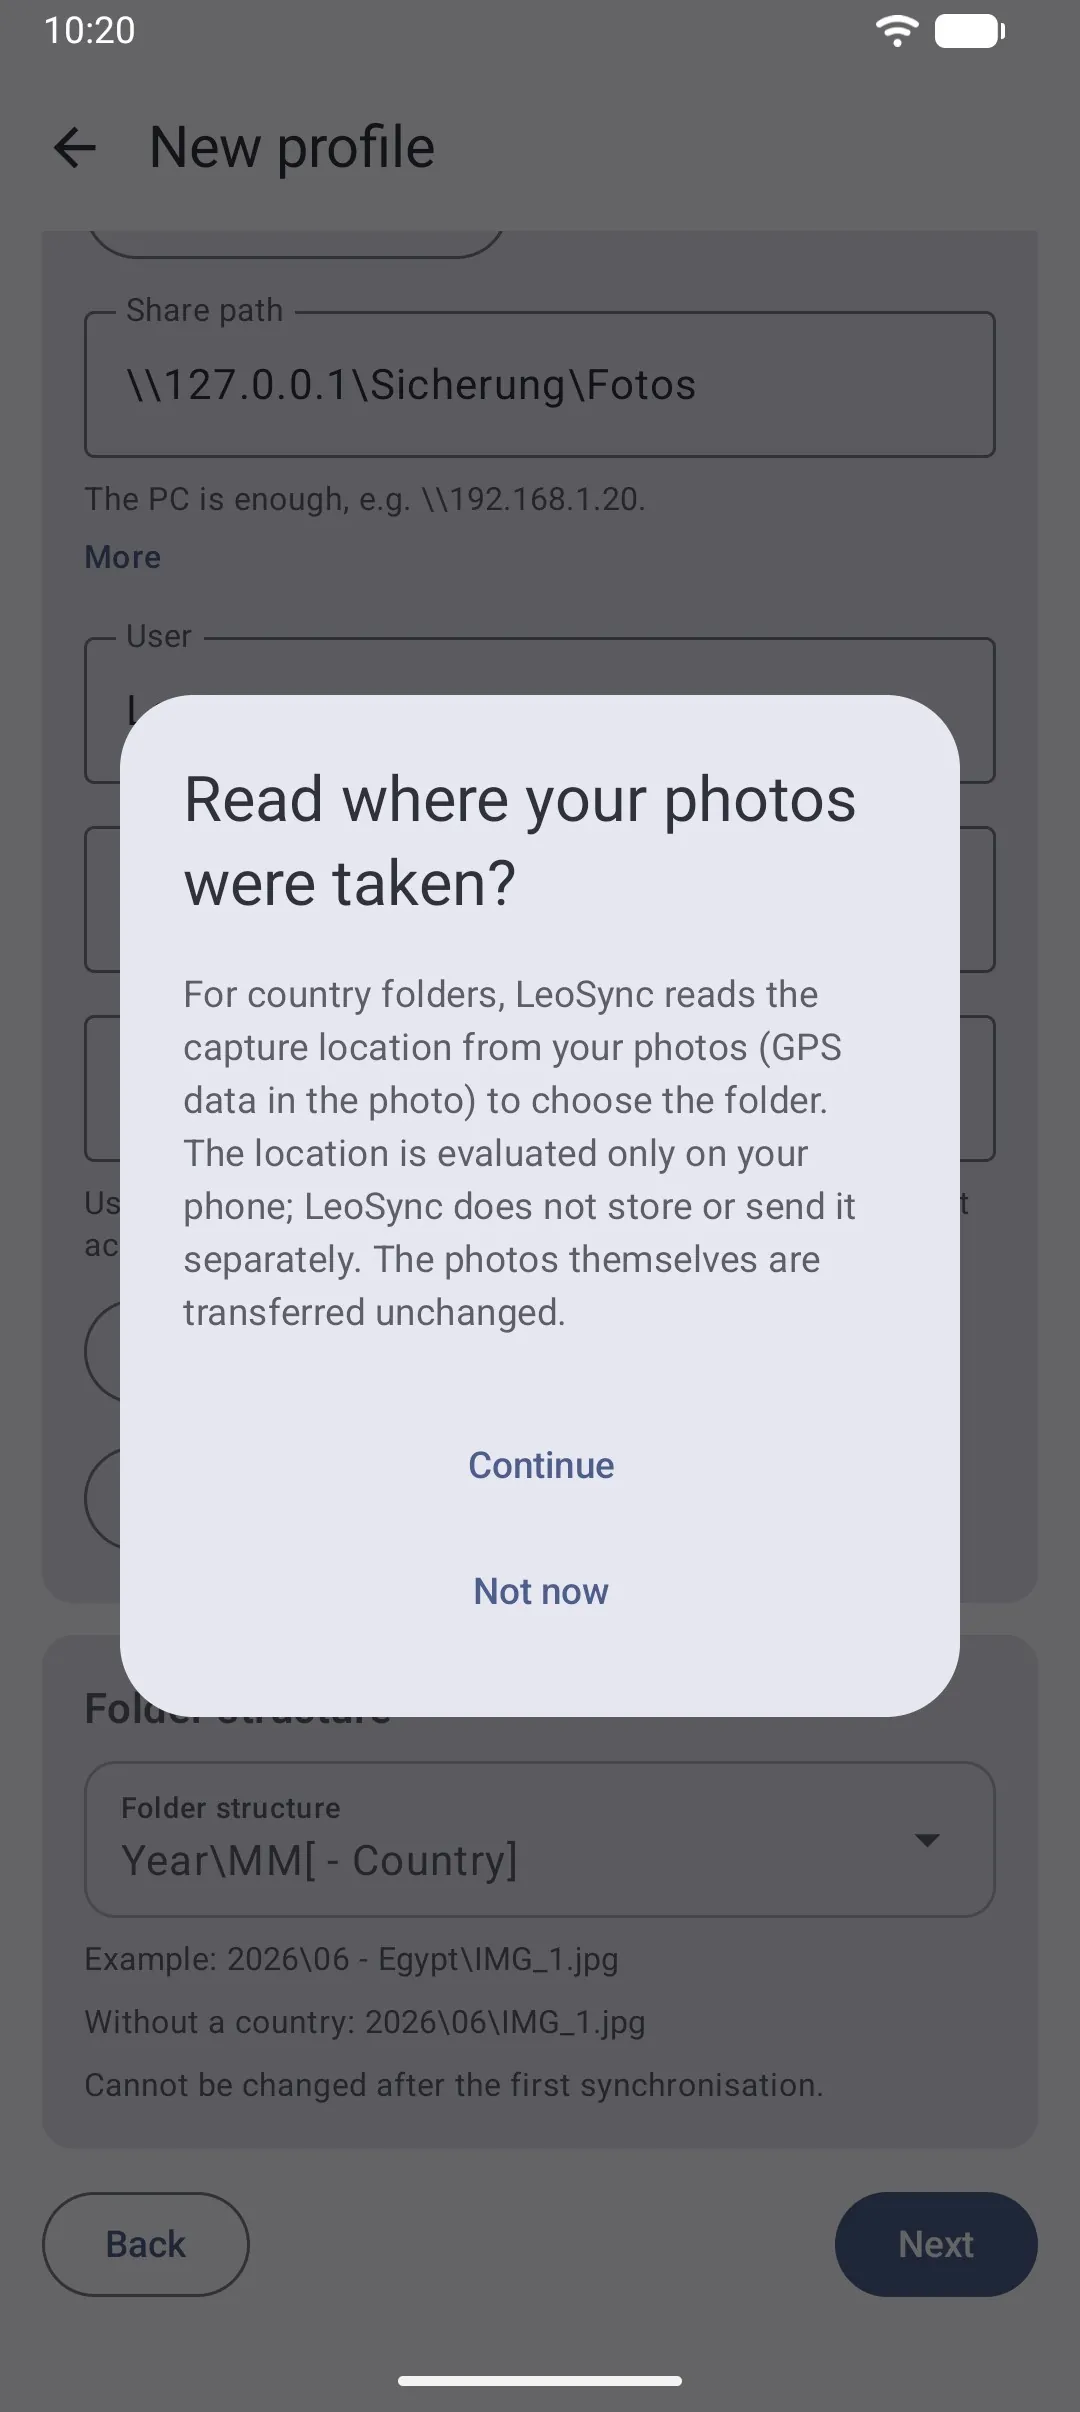 10:20
New profile
Share path
\\127.0.0.1\Sicherung\Fotos
The PC is enough, e.g. \\192.168.1.20.
More
User
Read where your photos
were taken?
For country folders, LeoSync reads the
capture location from your photos (GPS
data in the photo) to choose the folder.
The location is evaluated only on your
phone; LeoSync does not store or send it
separately. The photos themselves are
transferred unchanged.
Continue
Not now
Folder structure
Folder structure
Year\MM[ - Country]
Example: 2026\06 - Egypt\IMG_1.jpg
Without a country: 2026\06\IMG_1.jpg
Cannot be changed after the first synchronisation.
Back
Next